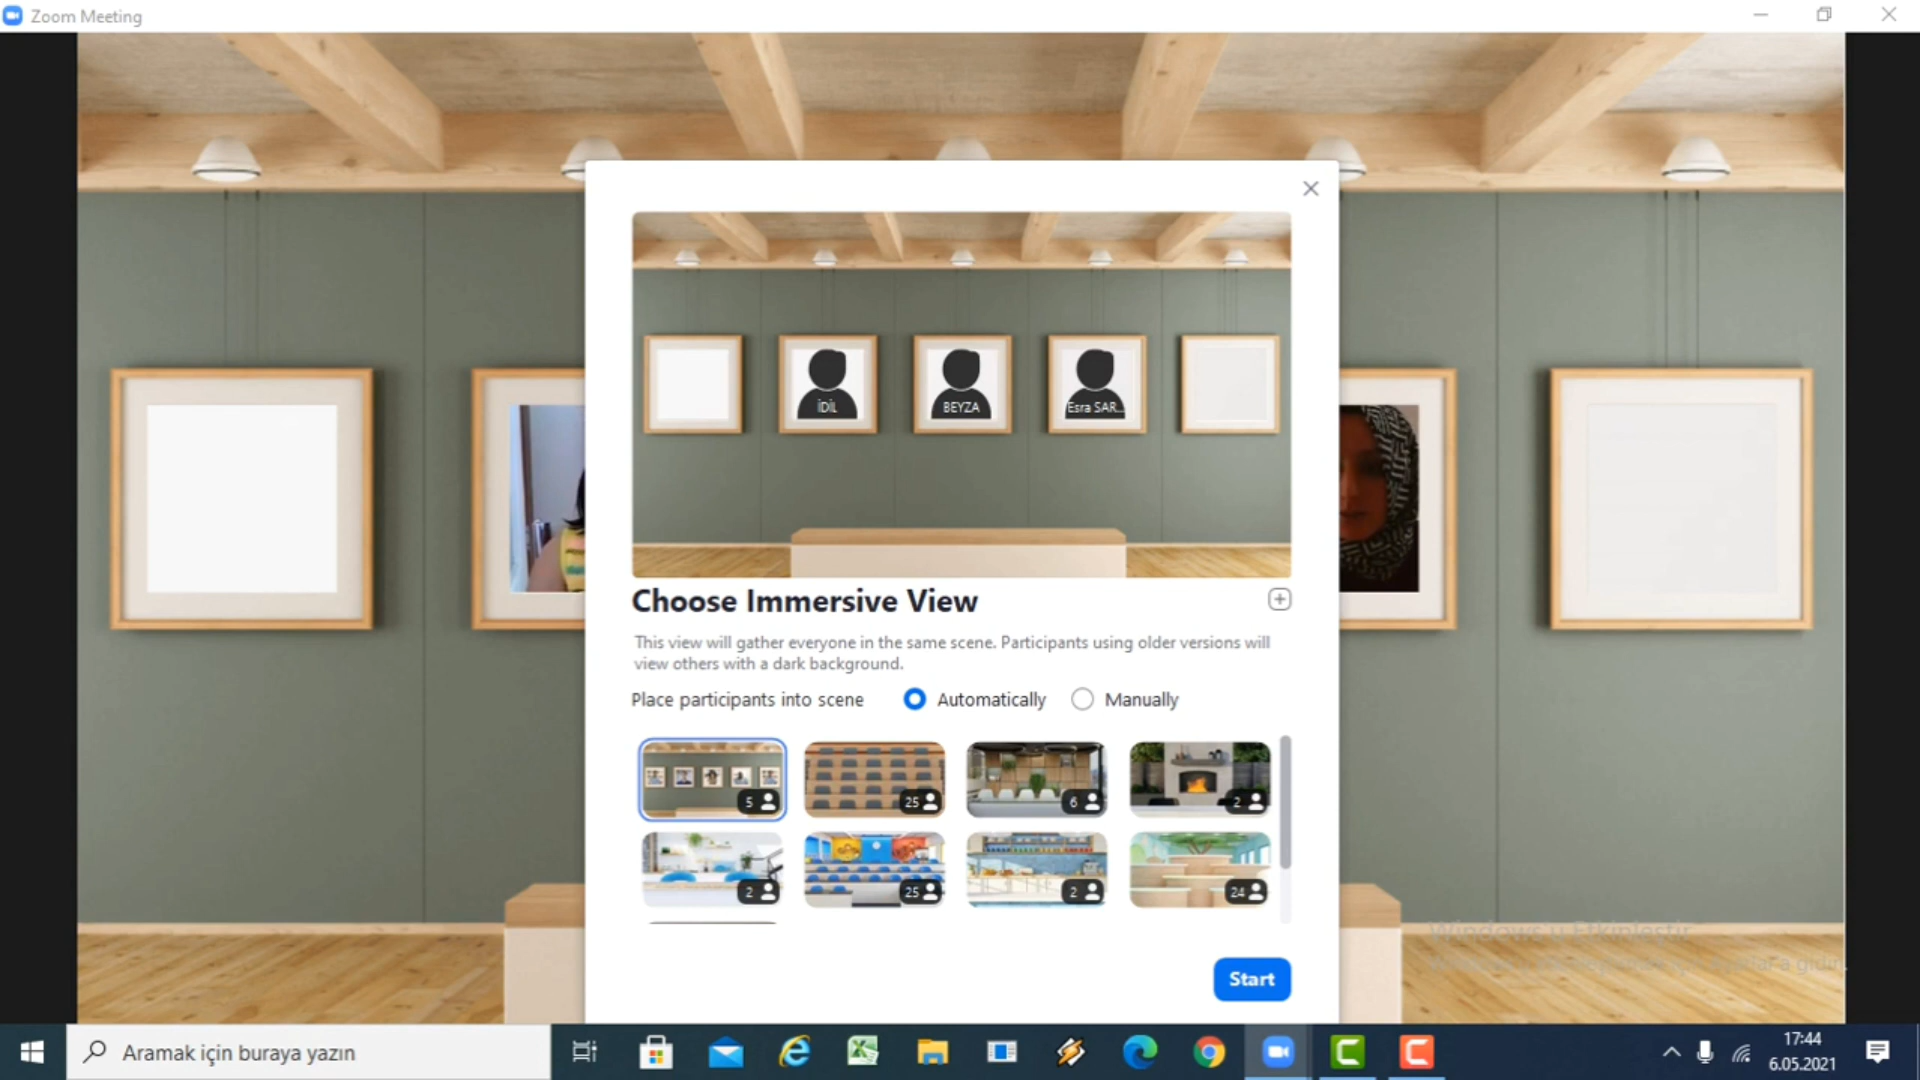 Zoom Meeting
İDİL
BEYZA
Esra SAR...
Choose Immersive View
This view will gather everyone in the same scene. Participants using older versions will
view others with a dark background.
Place participants into scene
Automatically
Manually
5
25
6
2
2
25
2
24
Windows'u Etkinleştir
Start
Aramak için buraya yazın
17:44
6.05.2021